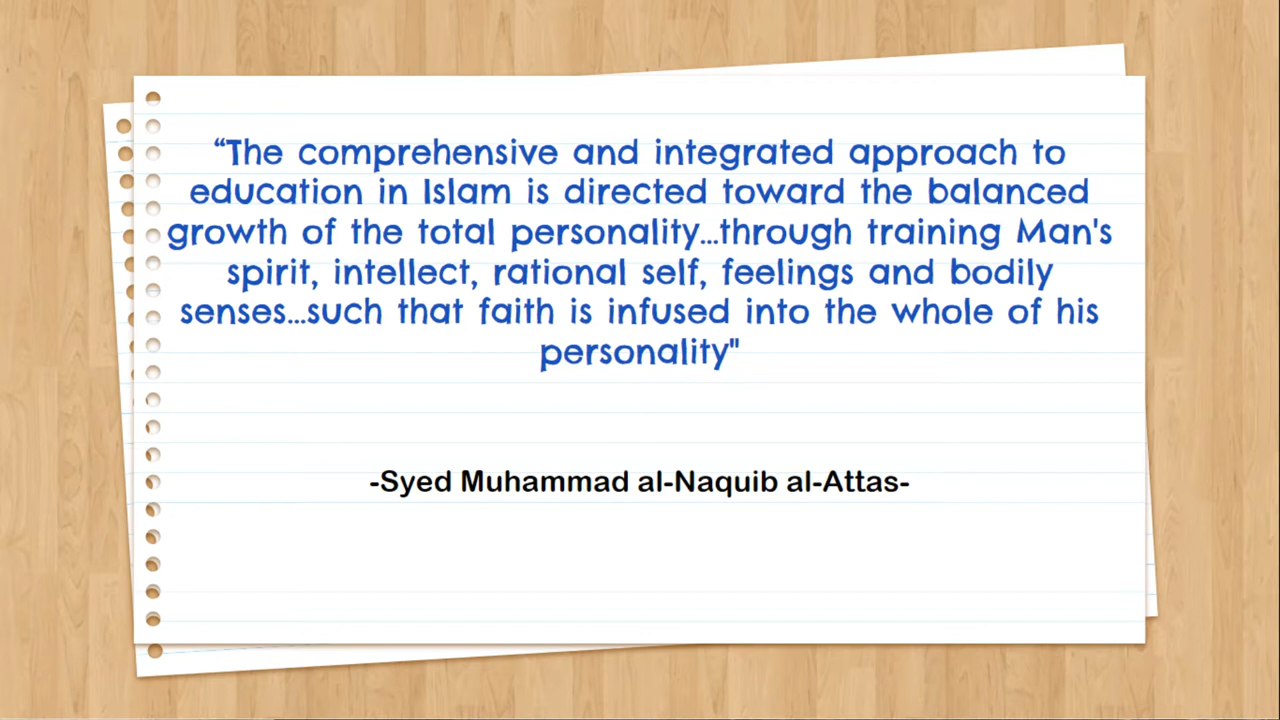 “The comprehensive and integrated approach to
education in Islam is directed toward the balanced
growth of the total personality...through training Man's
spirit, intellect, rational self, feelings and bodily
senses...such that faith is infused into the whole of his
personality"
-Syed Muhammad al-Naquib al-Attas-